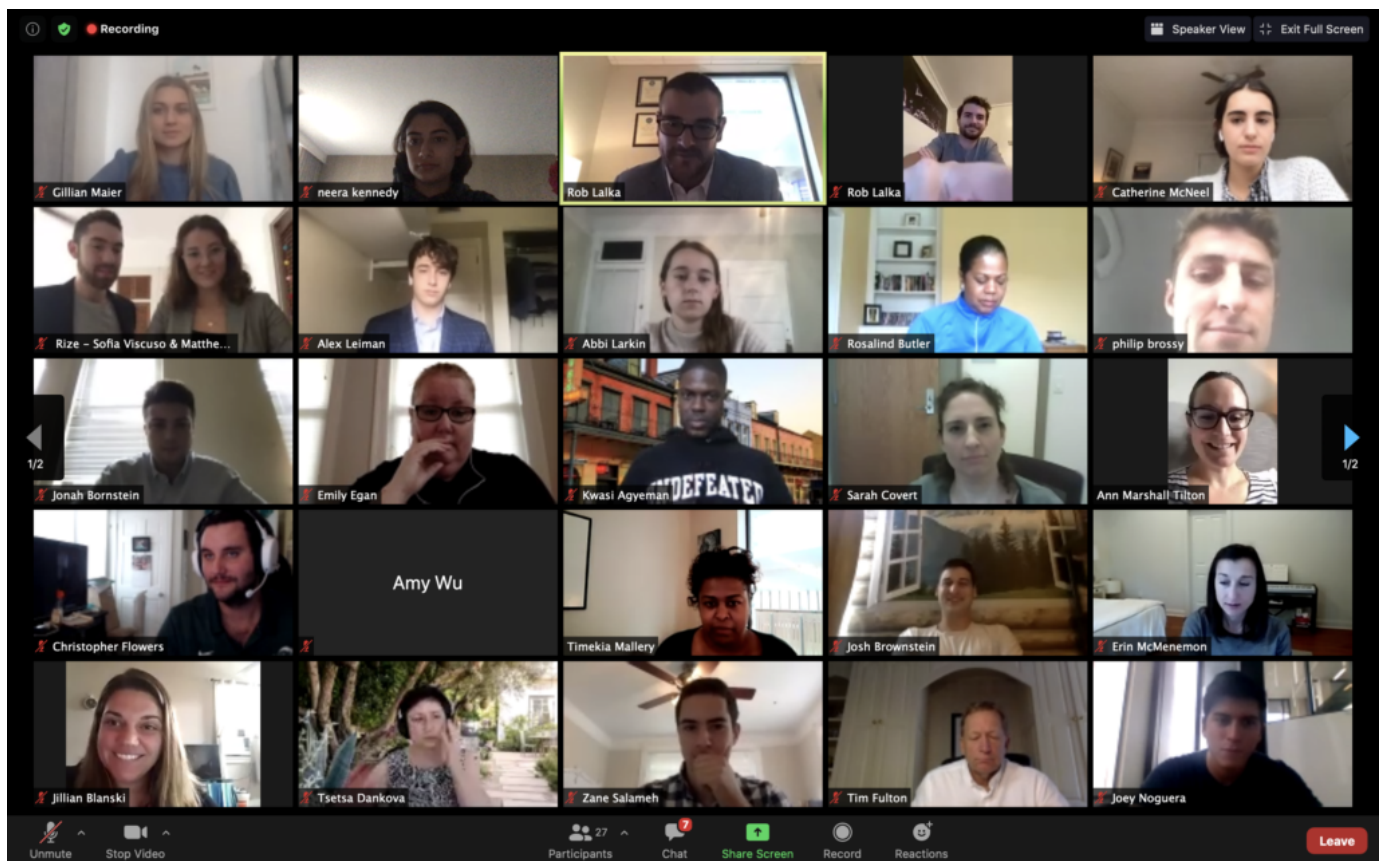 Recording
Speaker View
Exit Full Screen
Gillian Maier
neera kennedy
Rob Lalka
Rob Lalka
Catherine McNeel
Rize – Sofia Viscuso & Matthe...
Alex Leiman
Abbi Larkin
Rosalind Butler
philip brossy
1/2
1/2
Jonah Bornstein
Emily Egan
Kwasi Agyeman
UNDEFEATED
Sarah Covert
Ann Marshall Tilton
Christopher Flowers
Amy Wu
Timekia Mallery
Josh Brownstein
Erin McMenemon
Jillian Blanski
Tsetsa Dankova
Zane Salameh
Tim Fulton
Joey Noguera
27
7
Unmute
Stop Video
Participants
Chat
Share Screen
Record
Reactions
Leave